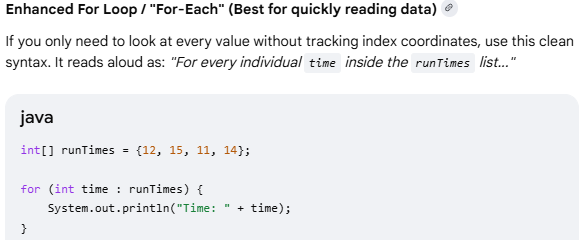 Enhanced For Loop / "For-Each" (Best for quickly reading data)
If you only need to look at every value without tracking index coordinates, use this clean
syntax. It reads aloud as: "For every individual time inside the runTimes list..."
java
int[] runTimes = {12, 15, 11, 14};
for (int time : runTimes) {
    System.out.println("Time: " + time);
}